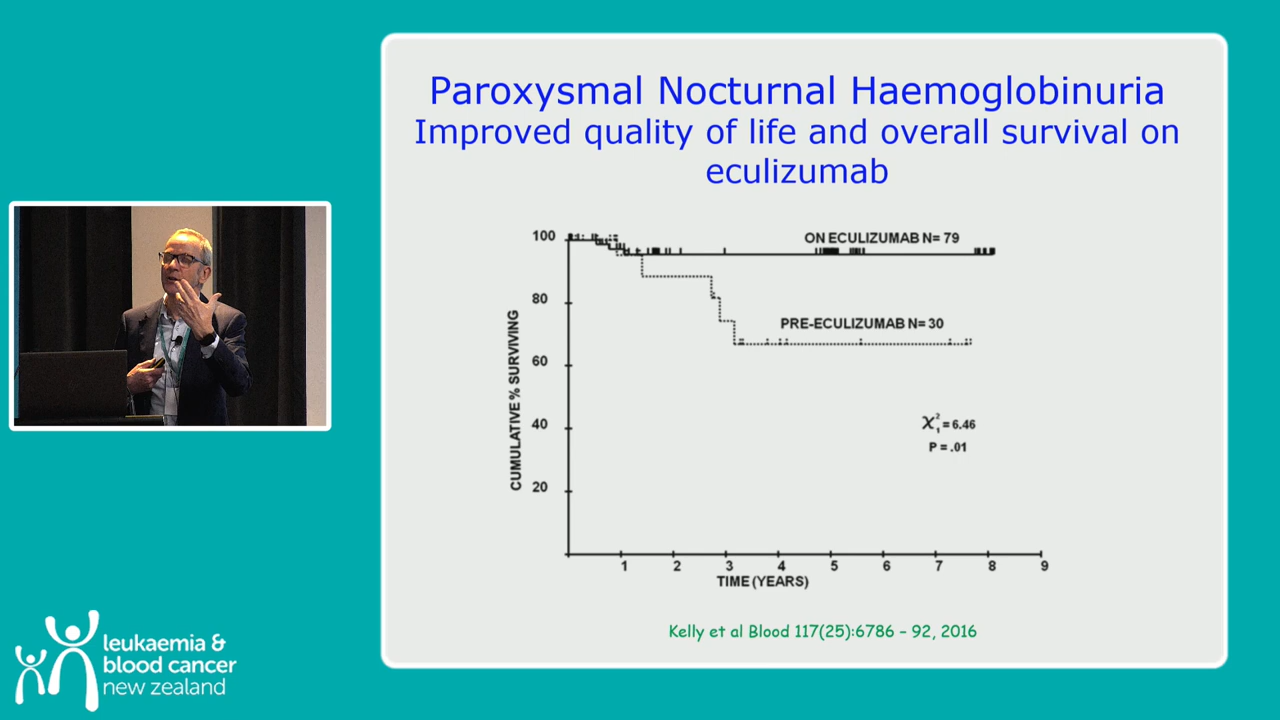 Paroxysmal Nocturnal Haemoglobinuria
Improved quality of life and overall survival on
eculizumab
100
80
60
40
20
CUMULATIVE % SURVIVING
ON ECULIZUMAB N= 79
PRE-ECULIZUMAB N= 30
χ²₁ = 6.46
P = .01
1 2 3 4 5 6 7 8 9
TIME (YEARS)
Kelly et al Blood 117(25):6786 – 92, 2016
leukaemia &
blood cancer
new zealand